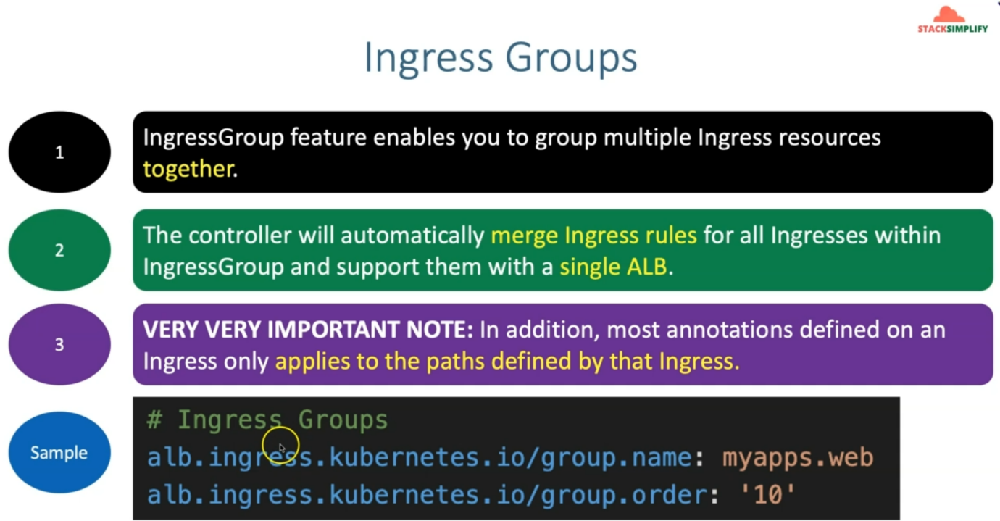 STACKSIMPLIFY
Ingress Groups
1
IngressGroup feature enables you to group multiple Ingress resources
together.
2
The controller will automatically merge Ingress rules for all Ingresses within
IngressGroup and support them with a single ALB.
3
VERY VERY IMPORTANT NOTE: In addition, most annotations defined on an
Ingress only applies to the paths defined by that Ingress.
Sample
# Ingress Groups
alb.ingress.kubernetes.io/group.name: myapps.web
alb.ingress.kubernetes.io/group.order: '10'